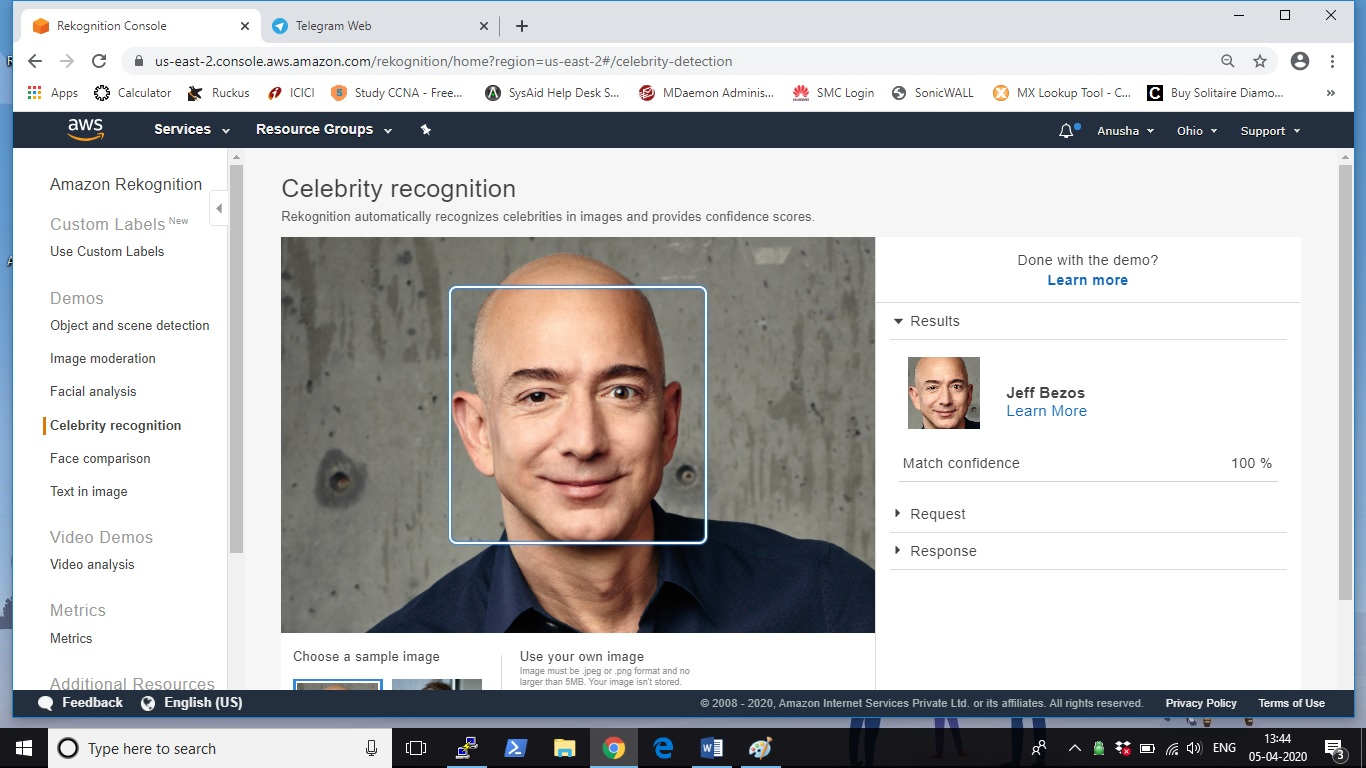 Rekognition Console
Telegram Web
us-east-2.console.aws.amazon.com/rekognition/home?region=us-east-2#/celebrity-detection
Apps Calculator Ruckus ICICI Study CCNA - Free... SysAid Help Desk S... MDaemon Adminis... SMC Login SonicWALL MX Lookup Tool - C... Buy Solitaire Diamo... »
aws Services Resource Groups Anusha Ohio Support
Amazon Rekognition
Custom Labels New
Use Custom Labels
Demos
Object and scene detection
Image moderation
Facial analysis
Celebrity recognition
Face comparison
Text in image
Video Demos
Video analysis
Metrics
Metrics
Additional Resources
Celebrity recognition
Rekognition automatically recognizes celebrities in images and provides confidence scores.
Done with the demo?
Learn more
Results
Jeff Bezos
Learn More
Match confidence 100 %
Request
Response
Choose a sample image
Use your own image
Image must be .jpeg or .png format and no
larger than 5MB. Your image isn't stored.
Feedback English (US) © 2008 - 2020, Amazon Internet Services Private Ltd. or its affiliates. All rights reserved. Privacy Policy Terms of Use
Type here to search
ENG
13:44
05-04-2020
3